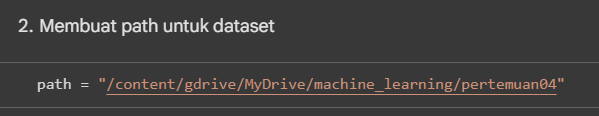 2. Membuat path untuk dataset
path = "/content/gdrive/MyDrive/machine_learning/pertemuan04"